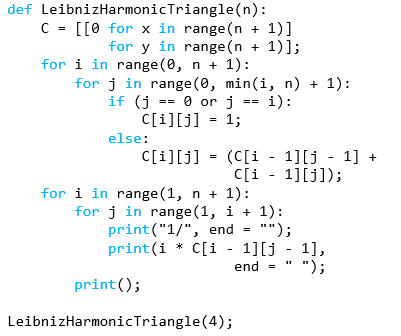 def LeibnizHarmonicTriangle(n):
    C = [[0 for x in range(n + 1)]
            for y in range(n + 1)];
    for i in range(0, n + 1):
        for j in range(0, min(i, n) + 1):
            if (j == 0 or j == i):
                C[i][j] = 1;
            else:
                C[i][j] = (C[i - 1][j - 1] +
                           C[i - 1][j]);
    for i in range(1, n + 1):
        for j in range(1, i + 1):
            print("1/", end = "");
            print(i * C[i - 1][j - 1],
                           end = " ");
        print();
LeibnizHarmonicTriangle(4);